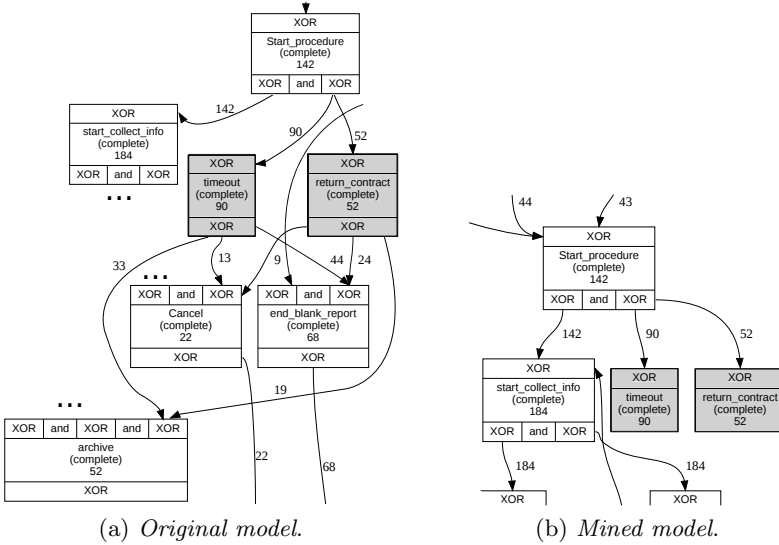 XOR
Start_procedure
(complete)
142
XOR and XOR
142
90
52
XOR
start_collect_info
(complete)
184
XOR and XOR
...
XOR
timeout
(complete)
90
XOR
XOR
return_contract
(complete)
52
XOR
33
13
9
44
24
...
XOR and XOR
Cancel
(complete)
22
XOR
XOR and XOR
end_blank_report
(complete)
68
XOR
...
19
XOR and XOR and XOR
archive
(complete)
52
XOR
22
68
(a) Original model.
44
43
XOR
Start_procedure
(complete)
142
XOR and XOR
142
90
52
XOR
start_collect_info
(complete)
184
XOR and XOR
XOR
timeout
(complete)
90
XOR
return_contract
(complete)
52
184
184
XOR
XOR
(b) Mined model.